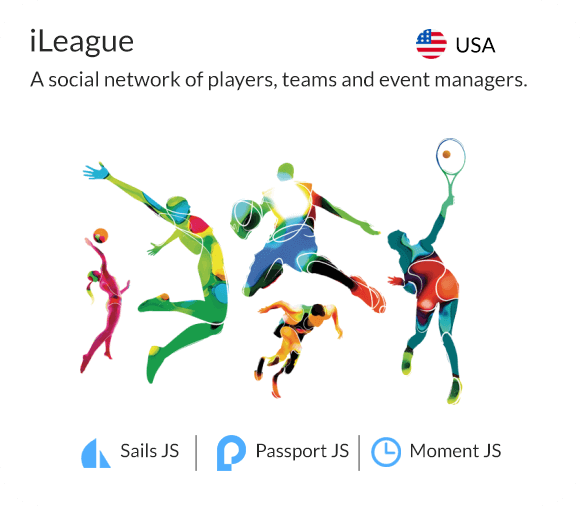 iLeague
USA
A social network of players, teams and event managers.
Sails JS
Passport JS
Moment JS